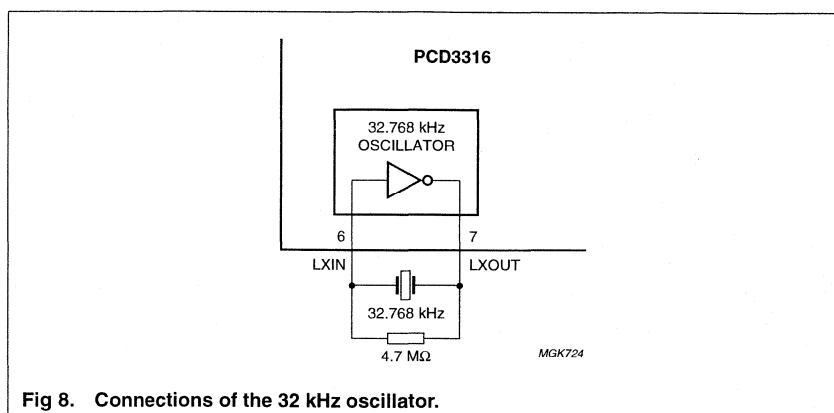 PCD3316
32.768 kHz
OSCILLATOR
6
7
LXIN
LXOUT
32.768 kHz
4.7 MΩ
MGK724
Fig 8. Connections of the 32 kHz oscillator.